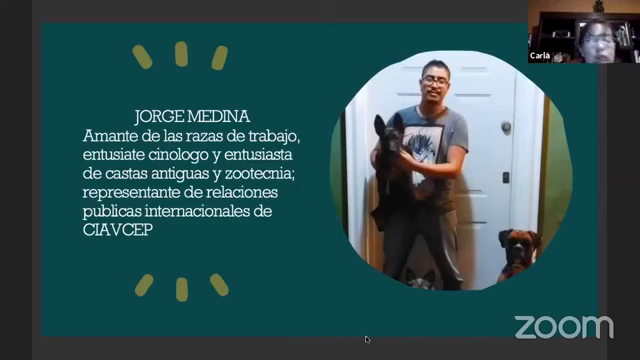 Carla
JORGE MEDINA
Amante de las razas de trabajo,
entusiate cinologo y entusiasta
de castas antiguas y zootecnia;
representante de relaciones
publicas internacionales de
CIAVCEP
zoom